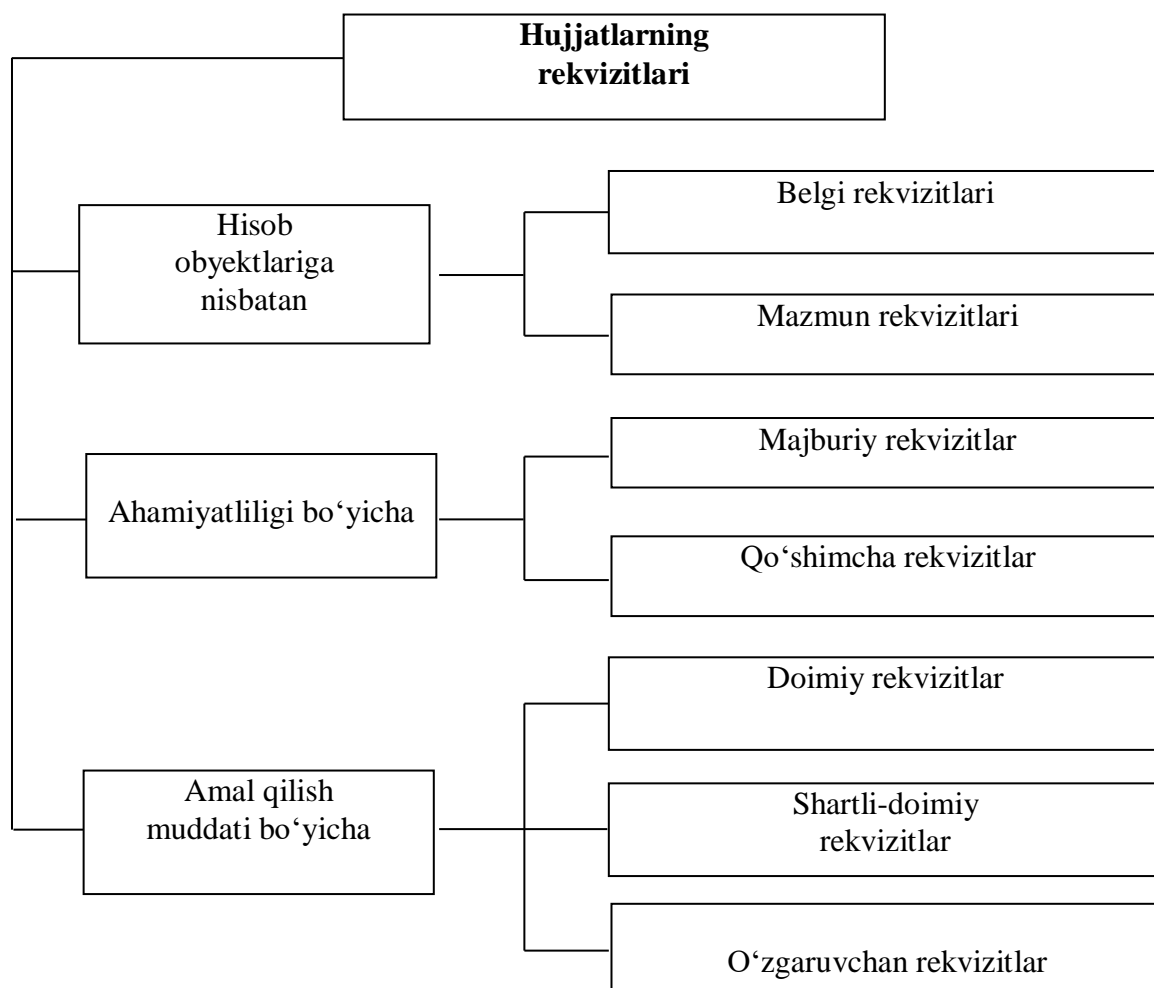 Hujjatlarning
rekvizitlari
Hisob
obyektlariga
nisbatan
Belgi rekvizitlari
Mazmun rekvizitlari
Ahamiyatliligi bo‘yicha
Majburiy rekvizitlar
Qo‘shimcha rekvizitlar
Amal qilish
muddati bo‘yicha
Doimiy rekvizitlar
Shartli-doimiy
rekvizitlar
O‘zgaruvchan rekvizitlar